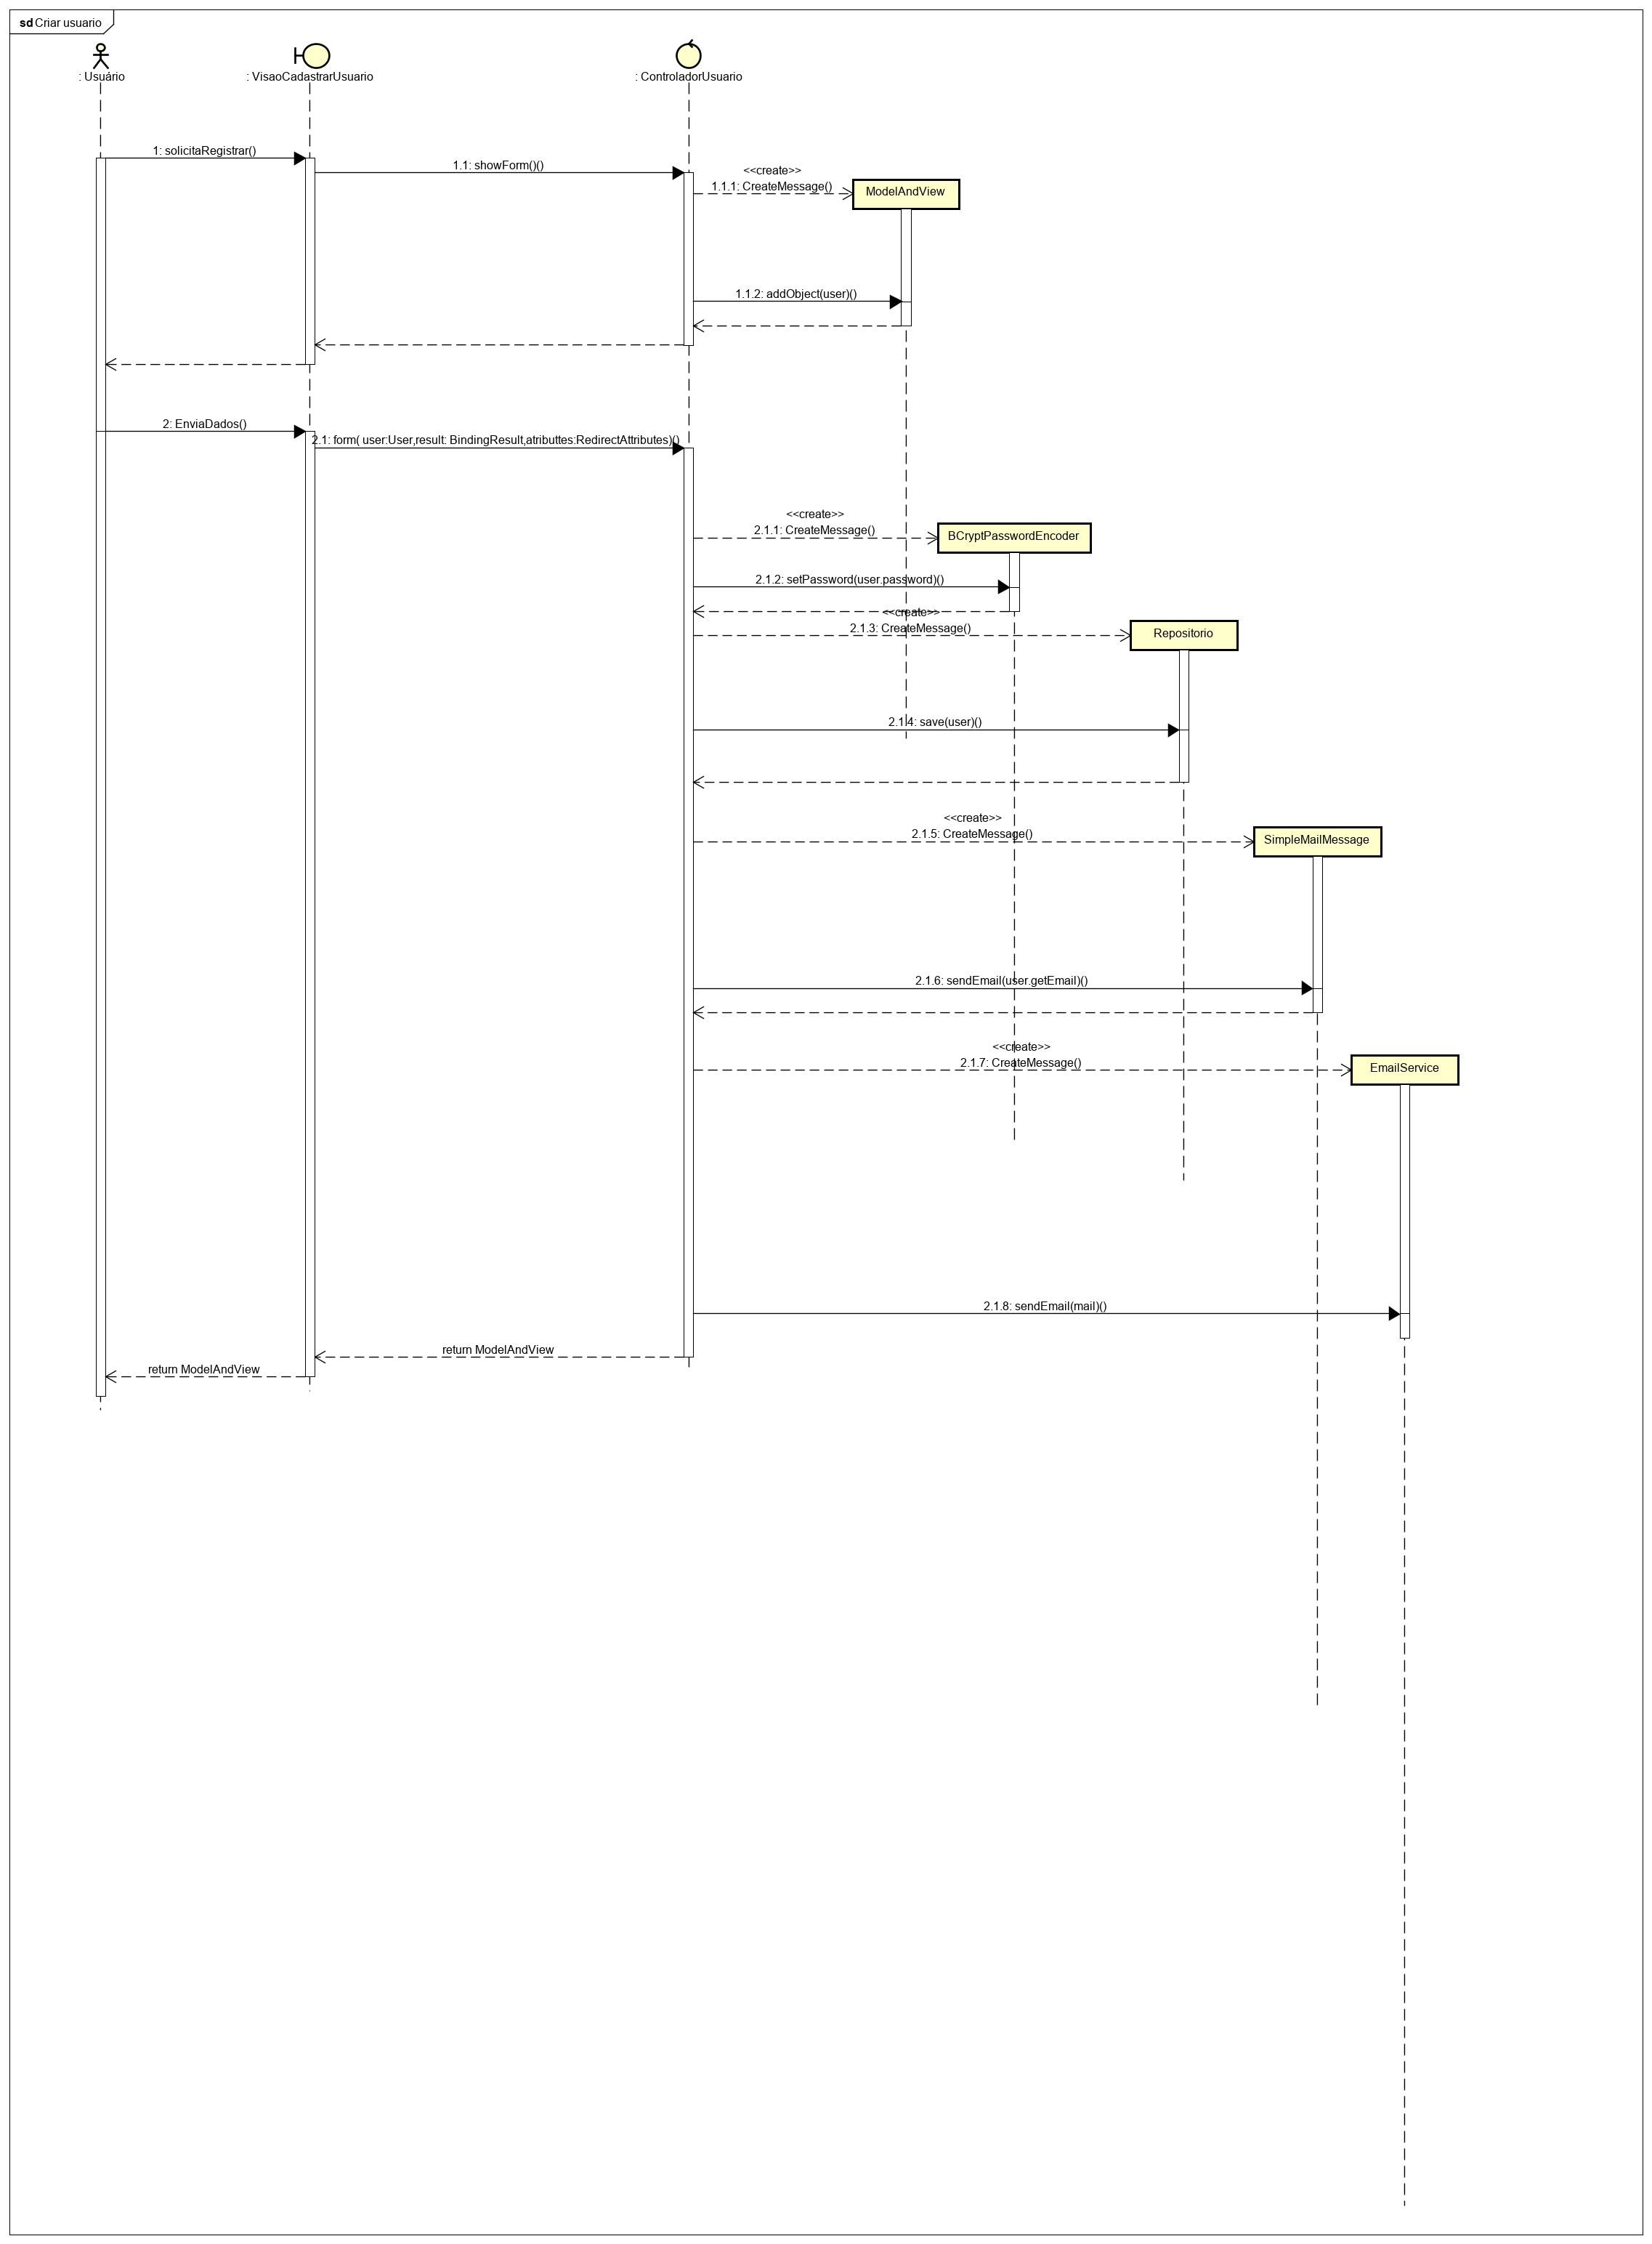 sd Criar usuario
: Usuário
: VisaoCadastrarUsuario
: ControladorUsuario
1: solicitaRegistrar()
1.1: showForm()()
<<create>>
1.1.1: CreateMessage()
ModelAndView
1.1.2: addObject(user)()
2: EnviaDados()
2.1: form( user:User,result: BindingResult,atributtes:RedirectAttributes)()
<<create>>
2.1.1: CreateMessage()
BCryptPasswordEncoder
2.1.2: setPassword(user.password)()
<<create>>
2.1.3: CreateMessage()
Repositorio
2.1.4: save(user)()
<<create>>
2.1.5: CreateMessage()
SimpleMailMessage
2.1.6: sendEmail(user.getEmail)()
<<create>>
2.1.7: CreateMessage()
EmailService
2.1.8: sendEmail(mail)()
return ModelAndView
return ModelAndView